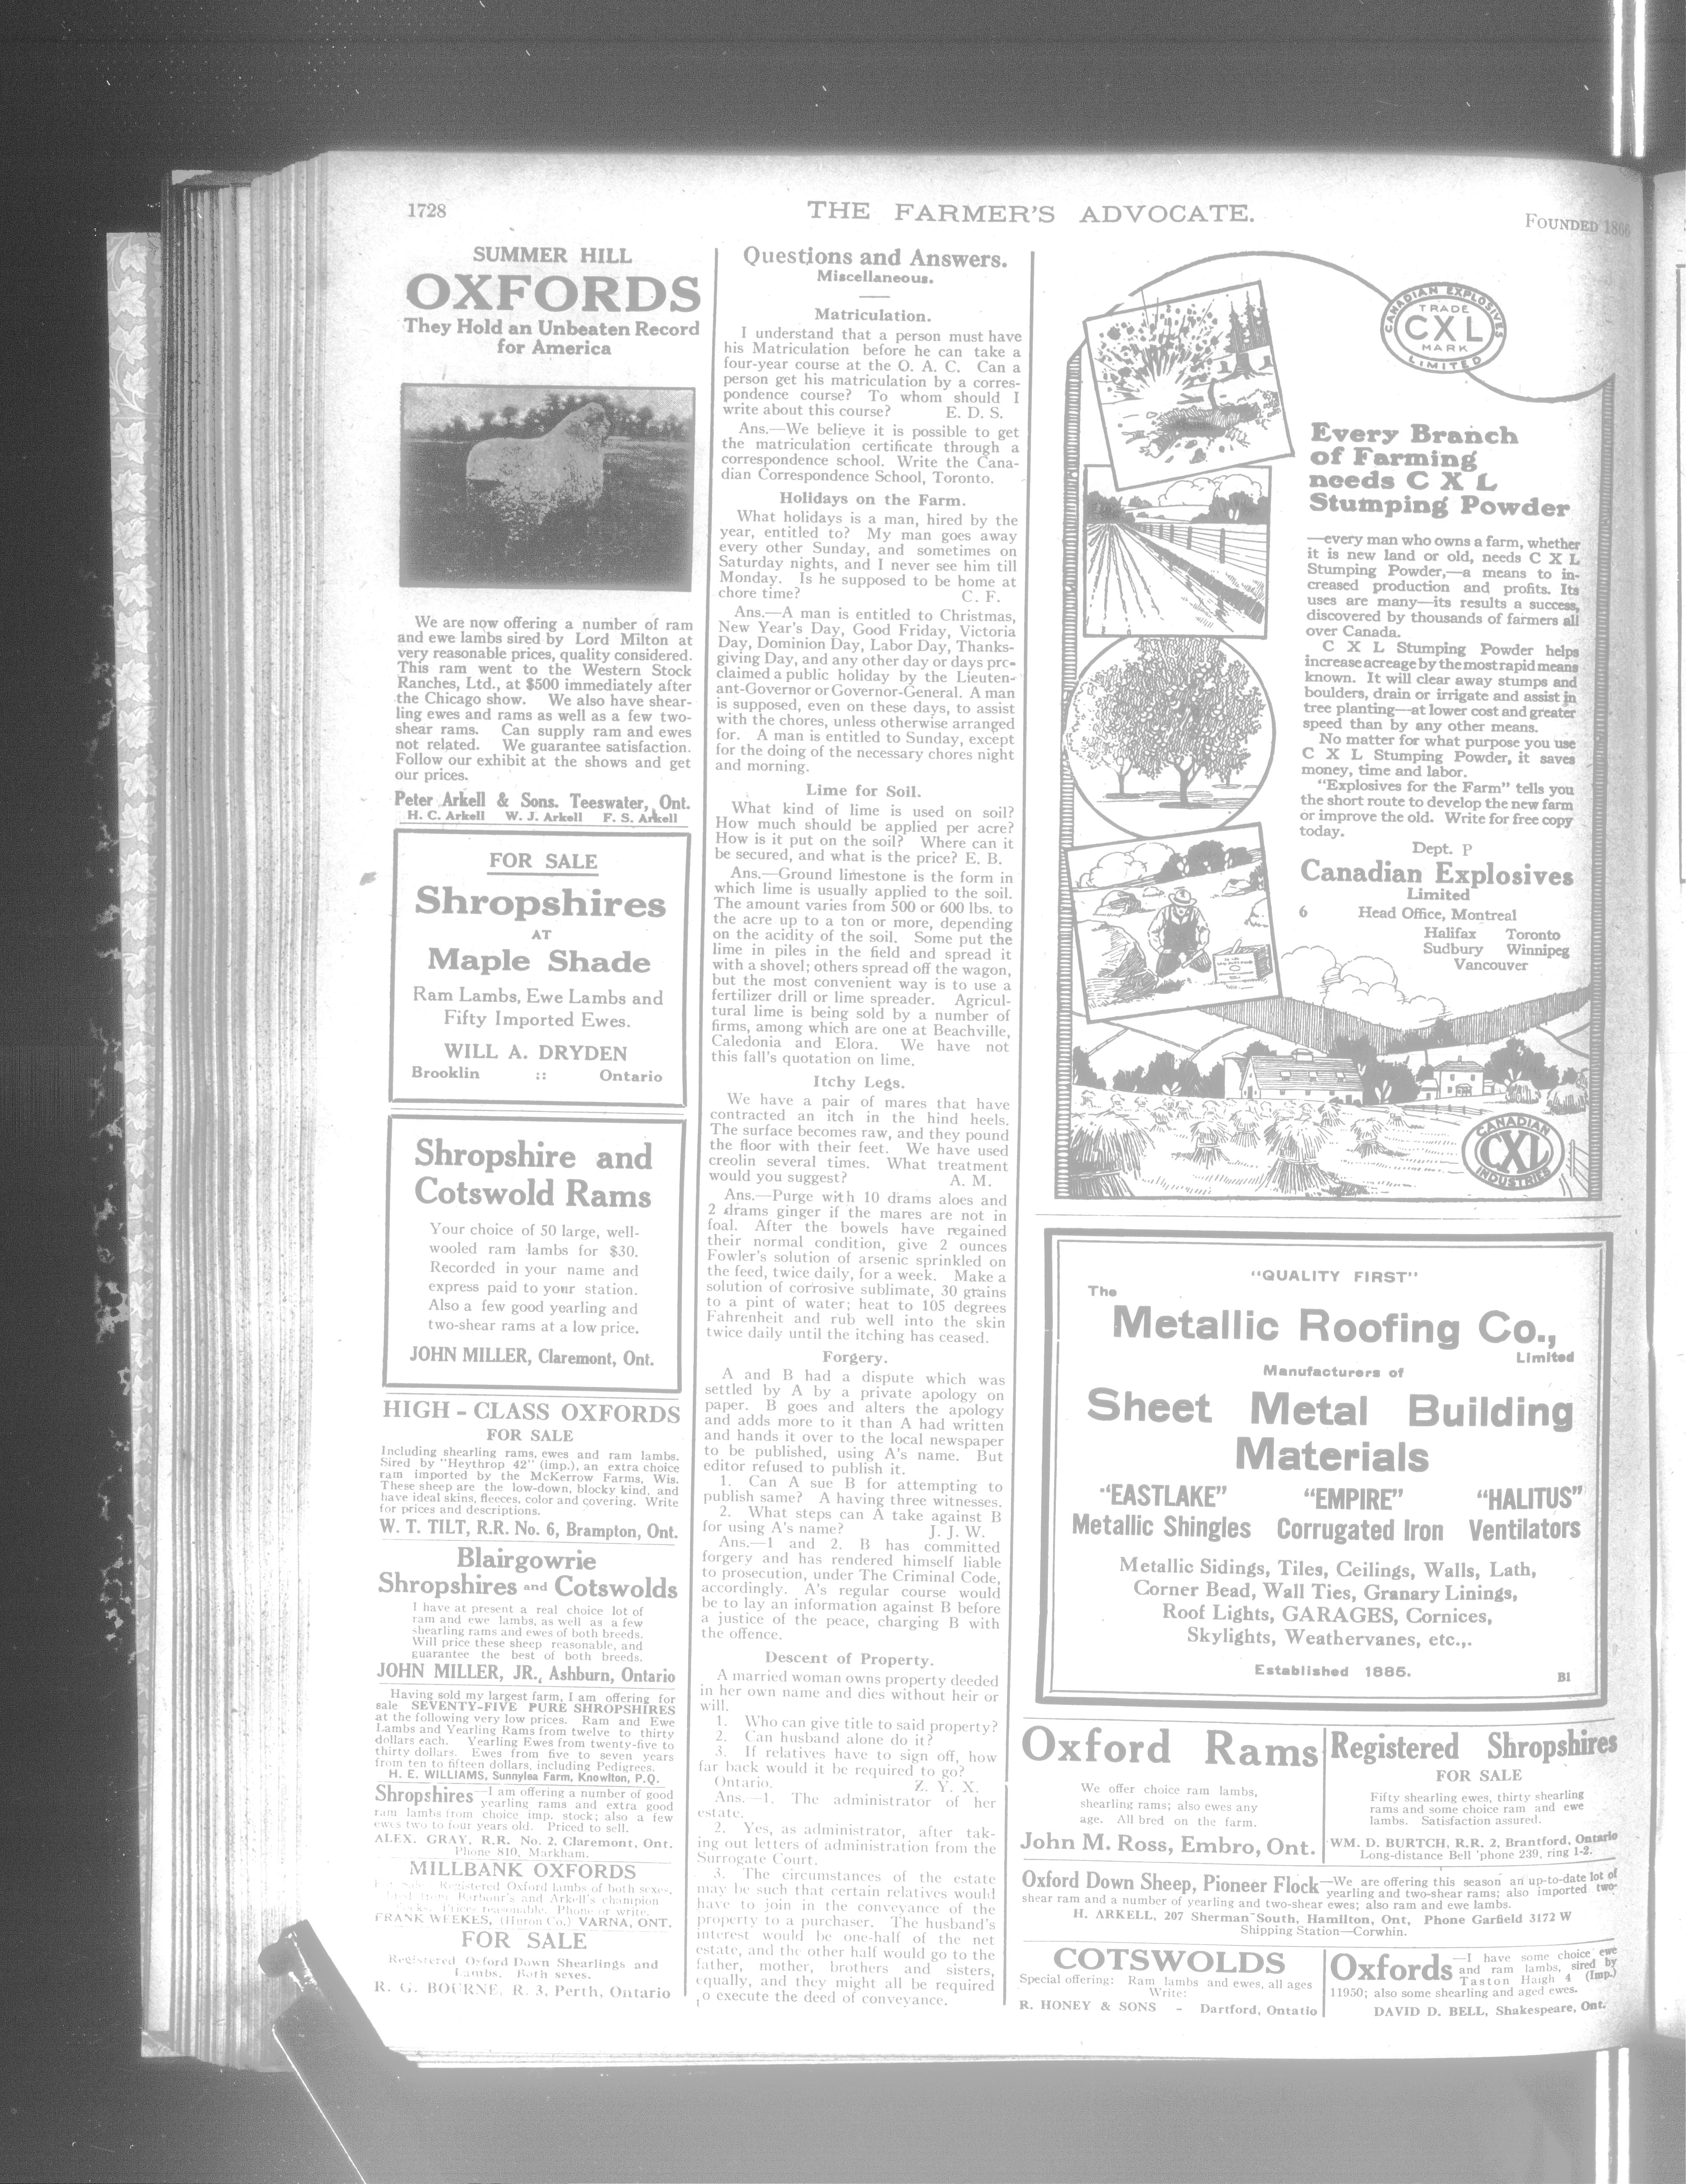 1728
THE FARMER'S ADVOCATE.
FOUNDED 1866
SUMMER HILL
OXFORDS
They Hold an Unbeaten Record
for America
We are now offering a number of ram
and ewe lambs sired by Lord Milton at
very reasonable prices, quality considered.
This ram went to the Western Stock
Ranches, Ltd., at $500 immediately after
the Chicago show. We also have shear-
ling ewes and rams as well as a few two-
shear rams. Can supply ram and ewes
not related. We guarantee satisfaction.
Follow our exhibit at the shows and get
our prices.
Peter Arkell & Sons. Teeswater, Ont.
H. C. Arkell W. J. Arkell F. S. Arkell
FOR SALE
Shropshires
AT
Maple Shade
Ram Lambs, Ewe Lambs and
Fifty Imported Ewes.
WILL A. DRYDEN
Brooklin :: Ontario
Shropshire and
Cotswold Rams
Your choice of 50 large, well-
wooled ram lambs for $30.
Recorded in your name and
express paid to your station.
Also a few good yearling and
two-shear rams at a low price.
JOHN MILLER, Claremont, Ont.
HIGH-CLASS OXFORDS
FOR SALE
Including shearling rams, ewes and ram lambs.
Sired by "Heythrop 42" (imp.), an extra choice
ram imported by the McKerrow Farms, Wis.
These sheep are the low-down, blocky kind, and
have ideal skins, fleeces, color and covering. Write
for prices and descriptions.
W. T. TILT, R.R. No. 6, Brampton, Ont.
Blairgowrie
Shropshires and Cotswolds
I have at present a real choice lot of
ram and ewe lambs, as well as a few
shearling rams and ewes of both breeds.
Will price these sheep reasonable, and
guarantee the best of both breeds.
JOHN MILLER, JR., Ashburn, Ontario
Having sold my largest farm, I am offering for
sale SEVENTY-FIVE PURE SHROPSHIRES
at the following very low prices. Ram and Ewe
Lambs and Yearling Rams from twelve to thirty
dollars each. Yearling Ewes from twenty-five to
thirty dollars. Ewes from five to seven years
from ten to fifteen dollars, including Pedigrees.
H. E. WILLIAMS, Sunnylea Farm, Knowlton, P.Q.
Shropshires—I am offering a number of good
yearling rams and extra good
ram lambs from choice imp. stock; also a few
ewes two to four years old. Priced to sell.
ALEX. GRAY, R.R. No. 2, Claremont, Ont.
Phone 810, Markham.
MILLBANK OXFORDS
Registered Oxford lambs of both sexes,
from Barbour's and Arkell's champion
Prices reasonable. Phone or write.
FRANK WEEKES, (Huron Co.) VARNA, ONT.
FOR SALE
Registered Oxford Down Shearlings and
Lambs. Both sexes.
R. G. BOURNE, R. 3, Perth, Ontario
Questions and Answers.
Miscellaneous.
Matriculation.
I understand that a person must have
his Matriculation before he can take a
four-year course at the O. A. C. Can a
person get his matriculation by a corres-
pondence course? To whom should I
write about this course? E. D. S.
Ans.—We believe it is possible to get
the matriculation certificate through a
correspondence school. Write the Cana-
dian Correspondence School, Toronto.
Holidays on the Farm.
What holidays is a man, hired by the
year, entitled to? My man goes away
every other Sunday, and sometimes on
Saturday nights, and I never see him till
Monday. Is he supposed to be home at
chore time? C. F.
Ans.—A man is entitled to Christmas,
New Year's Day, Good Friday, Victoria
Day, Dominion Day, Labor Day, Thanks-
giving Day, and any other day or days pro-
claimed a public holiday by the Lieuten-
ant-Governor or Governor-General. A man
is supposed, even on these days, to assist
with the chores, unless otherwise arranged
for. A man is entitled to Sunday, except
for the doing of the necessary chores night
and morning.
Lime for Soil.
What kind of lime is used on soil?
How much should be applied per acre?
How is it put on the soil? Where can it
be secured, and what is the price? E. B.
Ans.—Ground limestone is the form in
which lime is usually applied to the soil.
The amount varies from 500 or 600 lbs. to
the acre up to a ton or more, depending
on the acidity of the soil. Some put the
lime in piles in the field and spread it
with a shovel; others spread off the wagon,
but the most convenient way is to use a
fertilizer drill or lime spreader. Agricul-
tural lime is being sold by a number of
firms, among which are one at Beachville,
Caledonia and Elora. We have not
this fall's quotation on lime.
Itchy Legs.
We have a pair of mares that have
contracted an itch in the hind heels.
The surface becomes raw, and they pound
the floor with their feet. We have used
creolin several times. What treatment
would you suggest? A. M.
Ans.—Purge with 10 drams aloes and
2 drams ginger if the mares are not in
foal. After the bowels have regained
their normal condition, give 2 ounces
Fowler's solution of arsenic sprinkled on
the feed, twice daily, for a week. Make a
solution of corrosive sublimate, 30 grains
to a pint of water; heat to 105 degrees
Fahrenheit and rub well into the skin
twice daily until the itching has ceased.
Forgery.
A and B had a dispute which was
settled by A by a private apology on
paper. B goes and alters the apology
and adds more to it than A had written
and hands it over to the local newspaper
to be published, using A's name. But
editor refused to publish it.
1. Can A sue B for attempting to
publish same? A having three witnesses.
2. What steps can A take against B
for using A's name? J. J. W.
Ans.—1 and 2. B has committed
forgery and has rendered himself liable
to prosecution, under The Criminal Code,
accordingly. A's regular course would
be to lay an information against B before
a justice of the peace, charging B with
the offence.
Descent of Property.
A married woman owns property deeded
in her own name and dies without heir or
will.
1. Who can give title to said property?
2. Can husband alone do it?
3. If relatives have to sign off, how
far back would it be required to go?
Ontario. Z. Y. X.
Ans.—1. The administrator of her
estate.
2. Yes, as administrator, after tak-
ing out letters of administration from the
Surrogate Court.
3. The circumstances of the estate
may be such that certain relatives would
have to join in the conveyance of the
property to a purchaser. The husband's
interest would be one-half of the net
estate, and the other half would go to the
father, mother, brothers and sisters,
equally, and they might all be required
to execute the deed of conveyance.
CANADIAN EXPLOSIVES
TRADE
CXL
MARK
LIMITED
Every Branch
of Farming
needs C X L
Stumping Powder
—every man who owns a farm, whether
it is new land or old, needs C X L
Stumping Powder,—a means to in-
creased production and profits. Its
uses are many—its results a success,
discovered by thousands of farmers all
over Canada.
C X L Stumping Powder helps
increase acreage by the most rapid means
known. It will clear away stumps and
boulders, drain or irrigate and assist in
tree planting—at lower cost and greater
speed than by any other means.
No matter for what purpose you use
C X L Stumping Powder, it saves
money, time and labor.
"Explosives for the Farm" tells you
the short route to develop the new farm
or improve the old. Write for free copy
today.
Dept. P
Canadian Explosives
Limited
6 Head Office, Montreal
Halifax Toronto
Sudbury Winnipeg
Vancouver
CANADIAN
CXL
INDUSTRIES
"QUALITY FIRST"
The
Metallic Roofing Co.,
Limited
Manufacturers of
Sheet Metal Building
Materials
"EASTLAKE" "EMPIRE" "HALITUS"
Metallic Shingles Corrugated Iron Ventilators
Metallic Sidings, Tiles, Ceilings, Walls, Lath,
Corner Bead, Wall Ties, Granary Linings,
Roof Lights, GARAGES, Cornices,
Skylights, Weathervanes, etc.,.
Established 1885.
B1
Oxford Rams
We offer choice ram lambs,
shearling rams; also ewes any
age. All bred on the farm.
John M. Ross, Embro, Ont.
Registered Shropshires
FOR SALE
Fifty shearling ewes, thirty shearling
rams and some choice ram and ewe
lambs. Satisfaction assured.
WM. D. BURTCH, R.R. 2, Brantford, Ontario
Long-distance Bell 'phone 239, ring 1-2.
Oxford Down Sheep, Pioneer Flock—We are offering this season an up-to-date lot of
yearling and two-shear rams; also imported two-
shear ram and a number of yearling and two-shear ewes; also ram and ewe lambs.
H. ARKELL, 207 Sherman South, Hamilton, Ont, Phone Garfield 3172 W
Shipping Station—Corwhin.
COTSWOLDS
Special offering: Ram lambs and ewes, all ages
Write:
R. HONEY & SONS - Dartford, Ontatio
Oxfords—I have some choice ewe
and ram lambs, sired by
Taston Haigh 4 (Imp.)
11950; also some shearling and aged ewes.
DAVID D. BELL, Shakespeare, Ont.